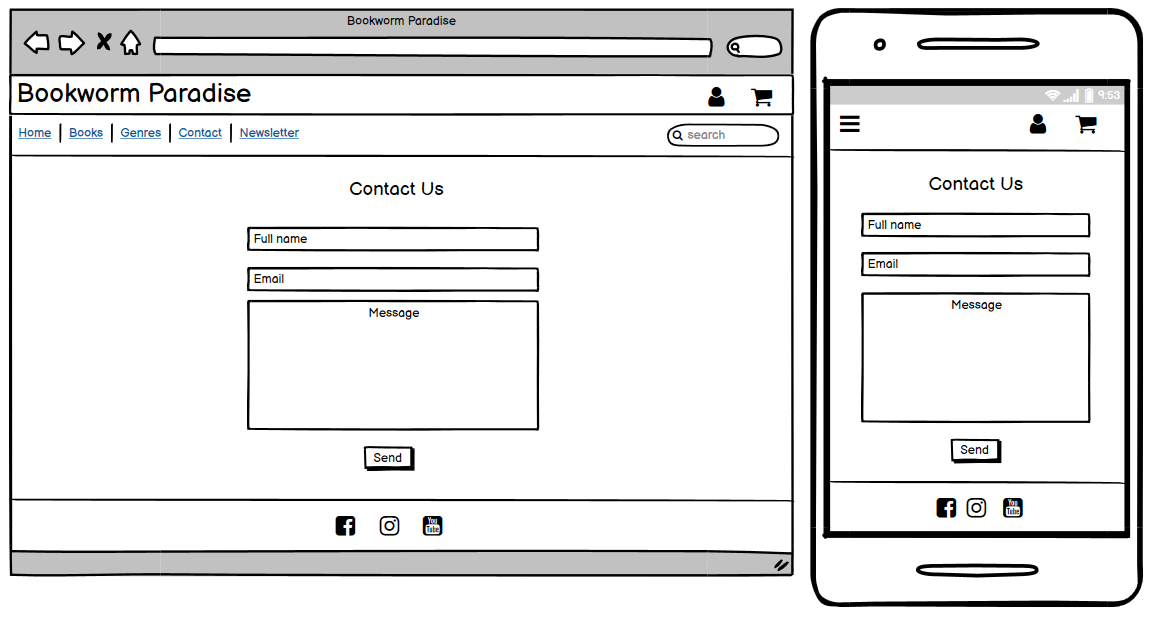 Bookworm Paradise
Bookworm Paradise
Home Books Genres Contact Newsletter
search
Contact Us
Full name
Email
Message
Send
You Tube
9:53
Contact Us
Full name
Email
Message
Send
You Tube